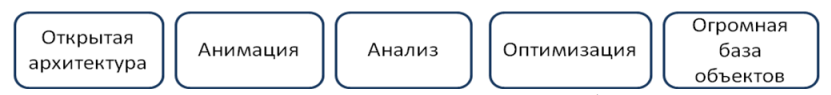 Открытая
архитектура
Анимация
Анализ
Оптимизация
Огромная
база
объектов